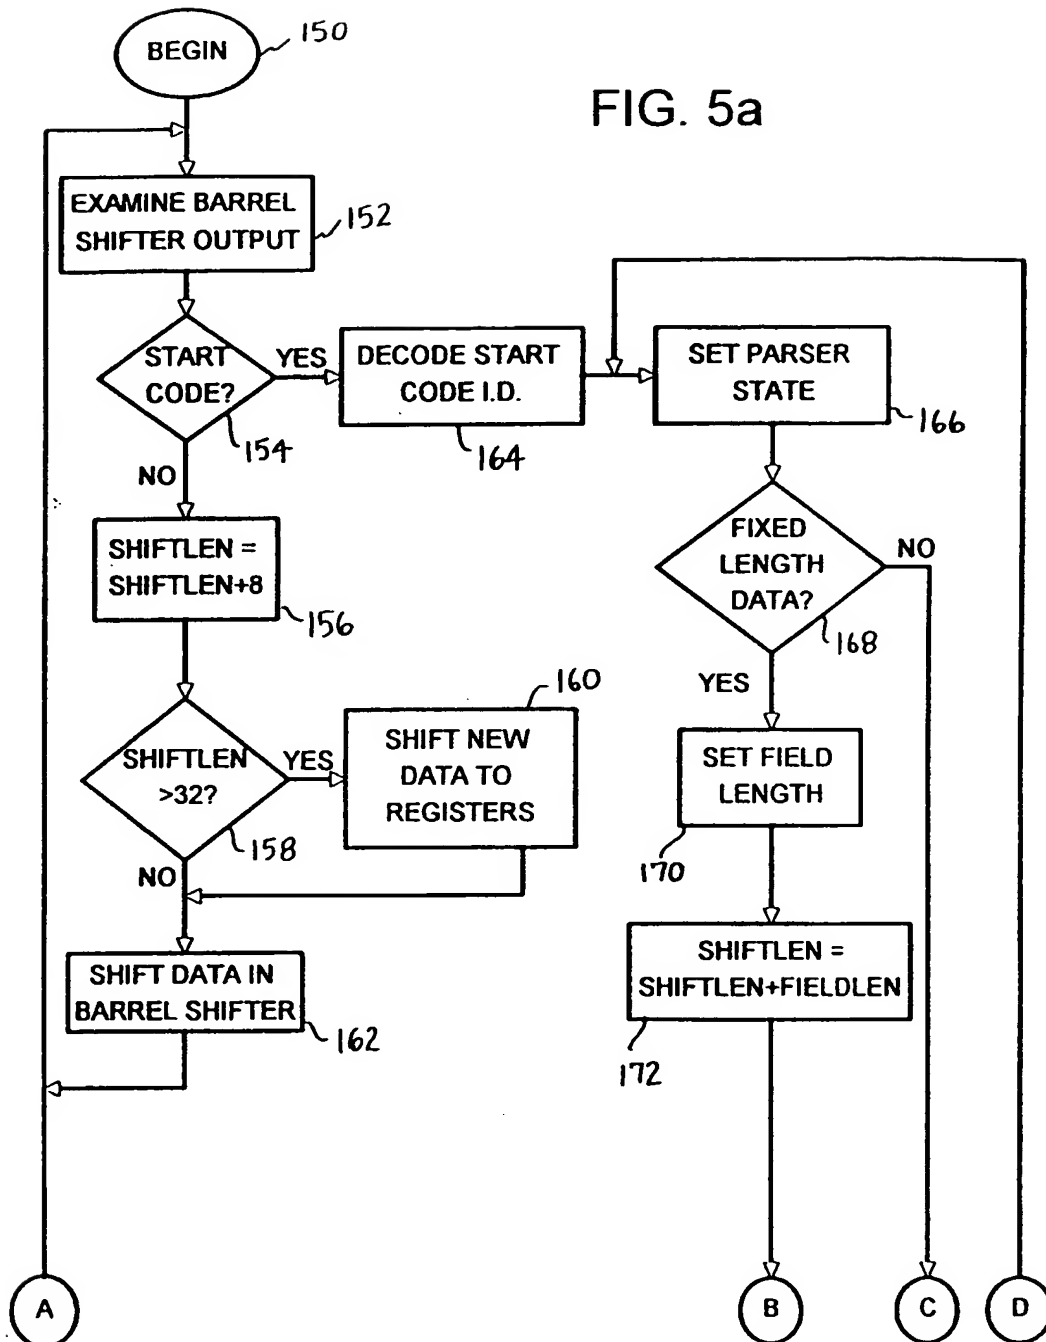 BEGIN
150
FIG. 5a
EXAMINE BARREL
SHIFTER OUTPUT
152
START
CODE?
154
YES
NO
DECODE START
CODE I.D.
164
SET PARSER
STATE
166
SHIFTLEN =
SHIFTLEN+8
156
FIXED
LENGTH
DATA?
168
NO
YES
SHIFTLEN
>32?
158
YES
NO
160
SHIFT NEW
DATA TO
REGISTERS
SET FIELD
LENGTH
170
SHIFT DATA IN
BARREL SHIFTER
162
SHIFTLEN =
SHIFTLEN+FIELDLEN
172
A
B
C
D